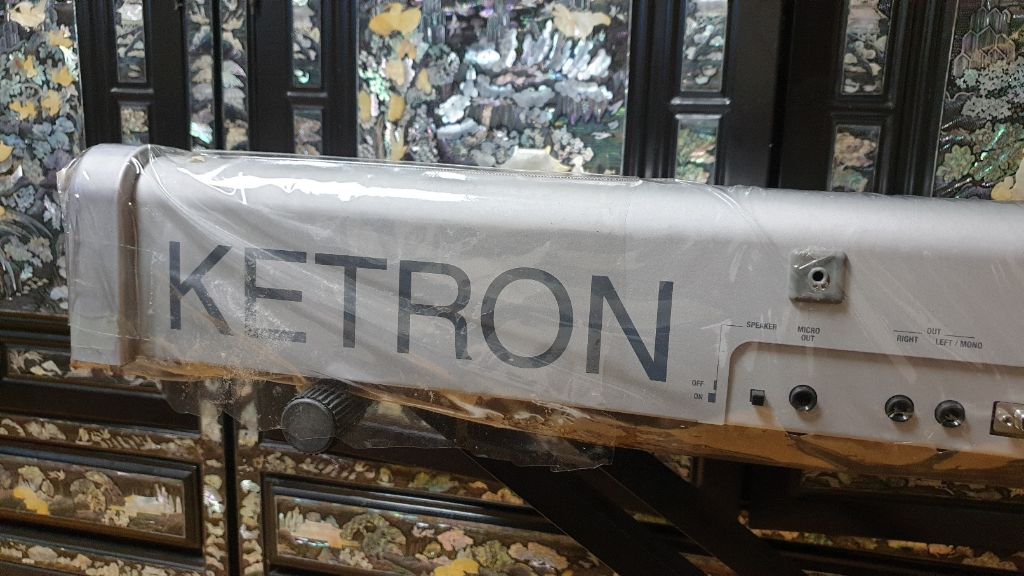 KETRON
SPEAKER
MICRO
OUT
OUT
RIGHT LEFT / MONO
OFF
ON